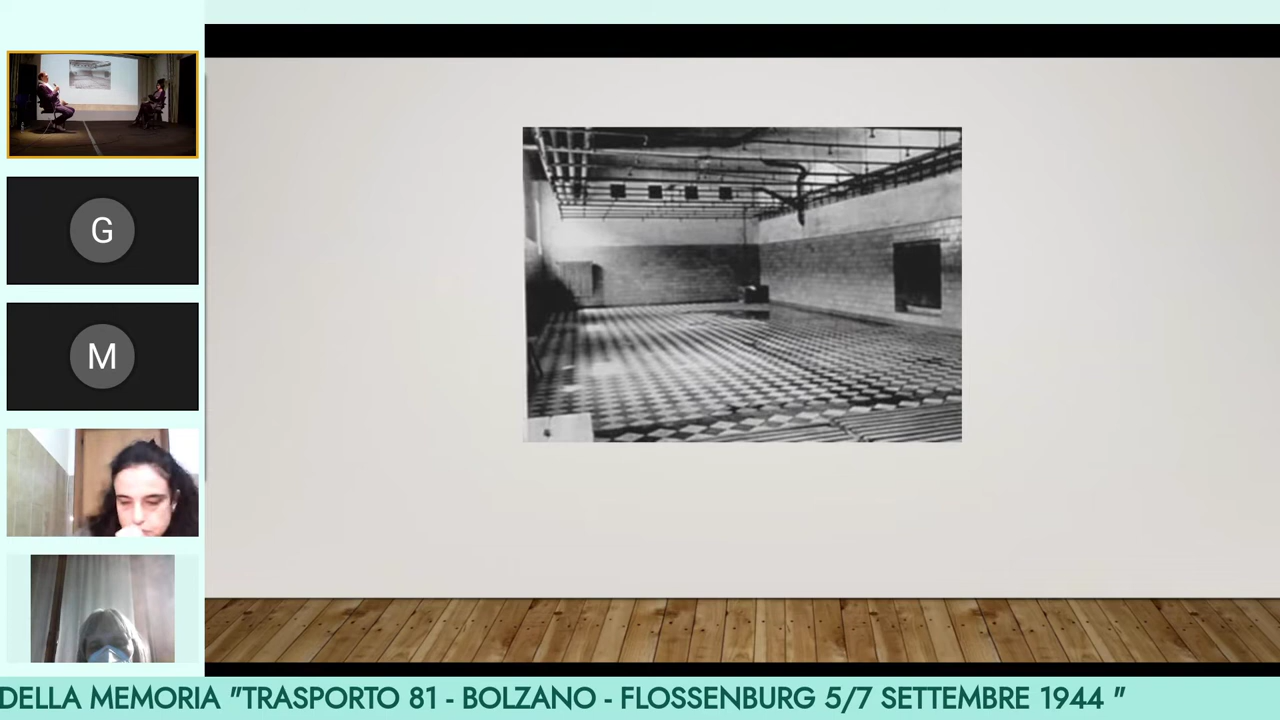 G
M
DELLA MEMORIA "TRASPORTO 81 - BOLZANO - FLOSSENBURG 5/7 SETTEMBRE 1944 "